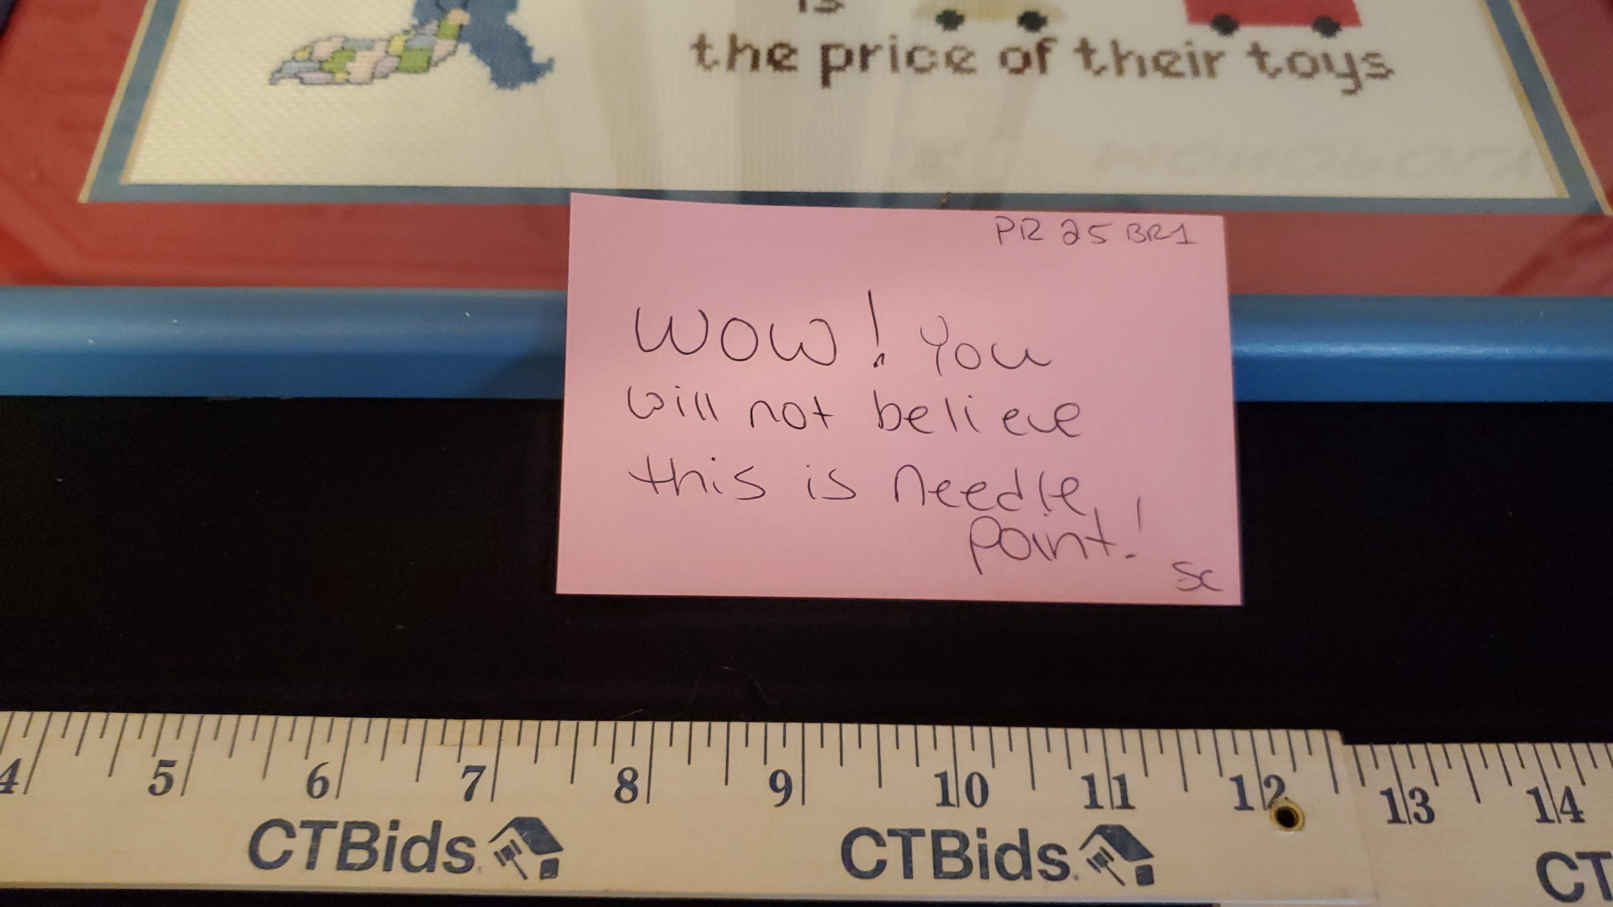 is
the price of their toys
PR 25 BR1
WOW! You
will not believe
this is needle
point!
SC
4 5 6 7 8 9 10 11 12 13 14
CTBids CTBids CT